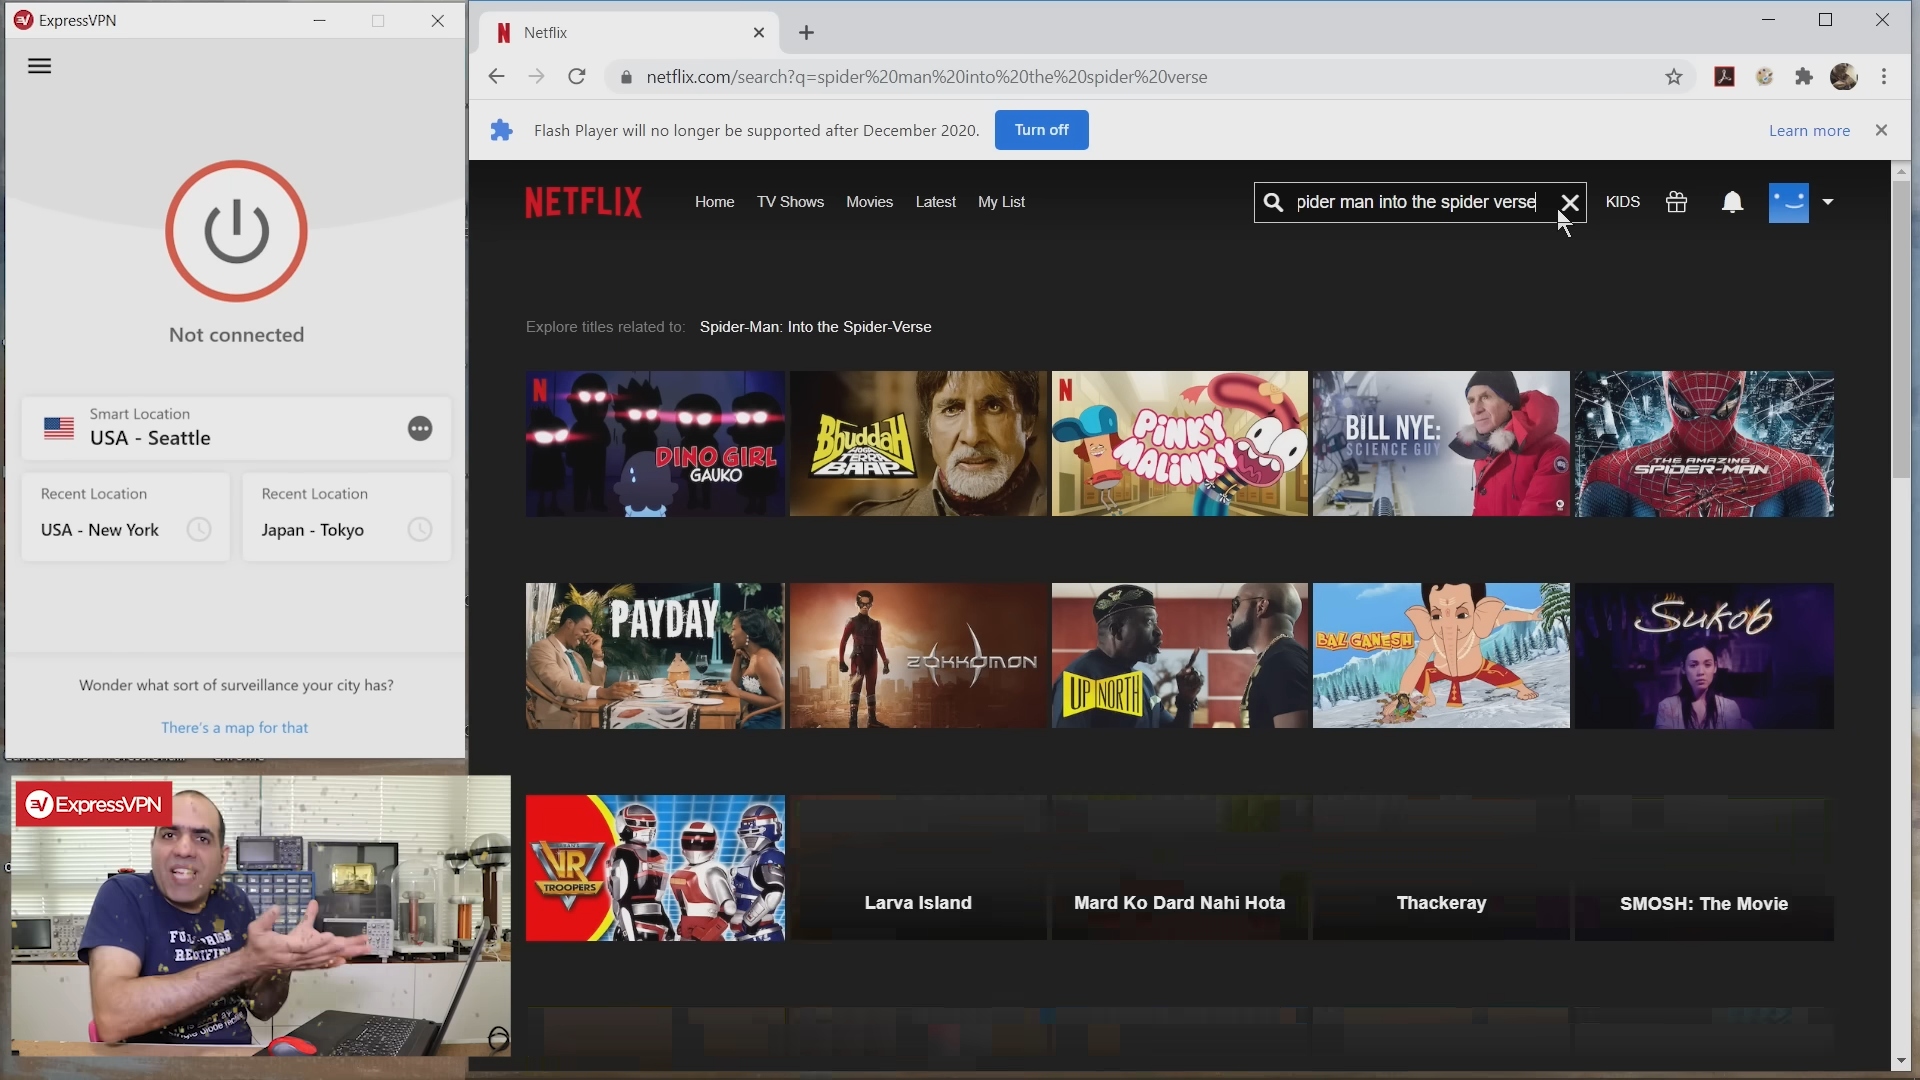 ExpressVPN
Not connected
Smart Location
USA - Seattle
Recent Location
USA - New York
Recent Location
Japan - Tokyo
Wonder what sort of surveillance your city has?
There's a map for that
Netflix
netflix.com/search?q=spider%20man%20into%20the%20spider%20verse
Flash Player will no longer be supported after December 2020.
Turn off
Learn more
NETFLIX
Home
TV Shows
Movies
Latest
My List
pider man into the spider verse
KIDS
Explore titles related to:
Spider-Man: Into the Spider-Verse
N
DINO GIRL
GAUKO
BbuddaH
HOGA TERRA
BAAP
N
PINKY
MALINKY
BILL NYE:
SCIENCE GUY
THE AMAZING
SPIDER-MAN
PAYDAY
ZOKKOMON
UP NORTH
BAL GANESH
SUKOB
VR
TROOPERS
Larva Island
Mard Ko Dard Nahi Hota
Thackeray
SMOSH: The Movie
ExpressVPN